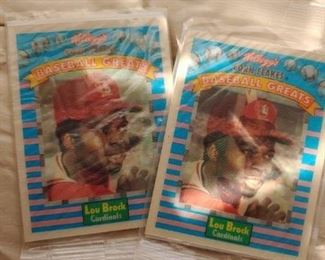 Kellogg's
BASEBALL GREATS
Lou Brock
Cardinals
Kellogg's
CORN FLAKES
BASEBALL GREATS
Lou Brock
Cardinals